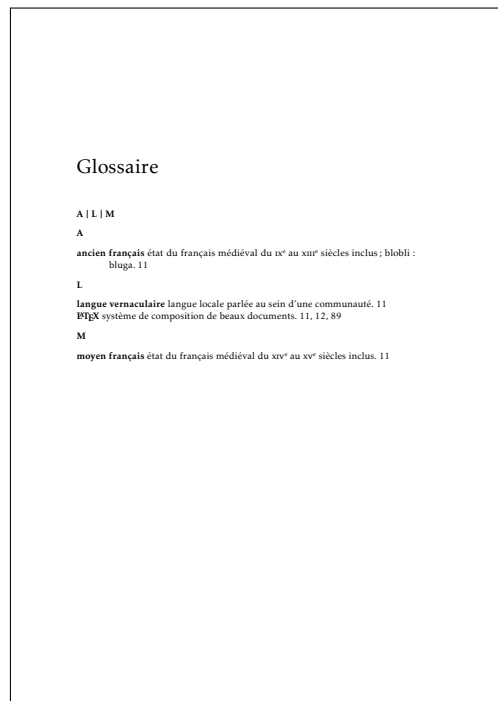 Glossaire
A | L | M
A
ancien français état du français médiéval du IXe au XIIIe siècles inclus ; blobli :
bluga. 11
L
langue vernaculaire langue locale parlée au sein d’une communauté. 11
LATEX système de composition de beaux documents. 11, 12, 89
M
moyen français état du français médiéval du XIVe au XVe siècles inclus. 11